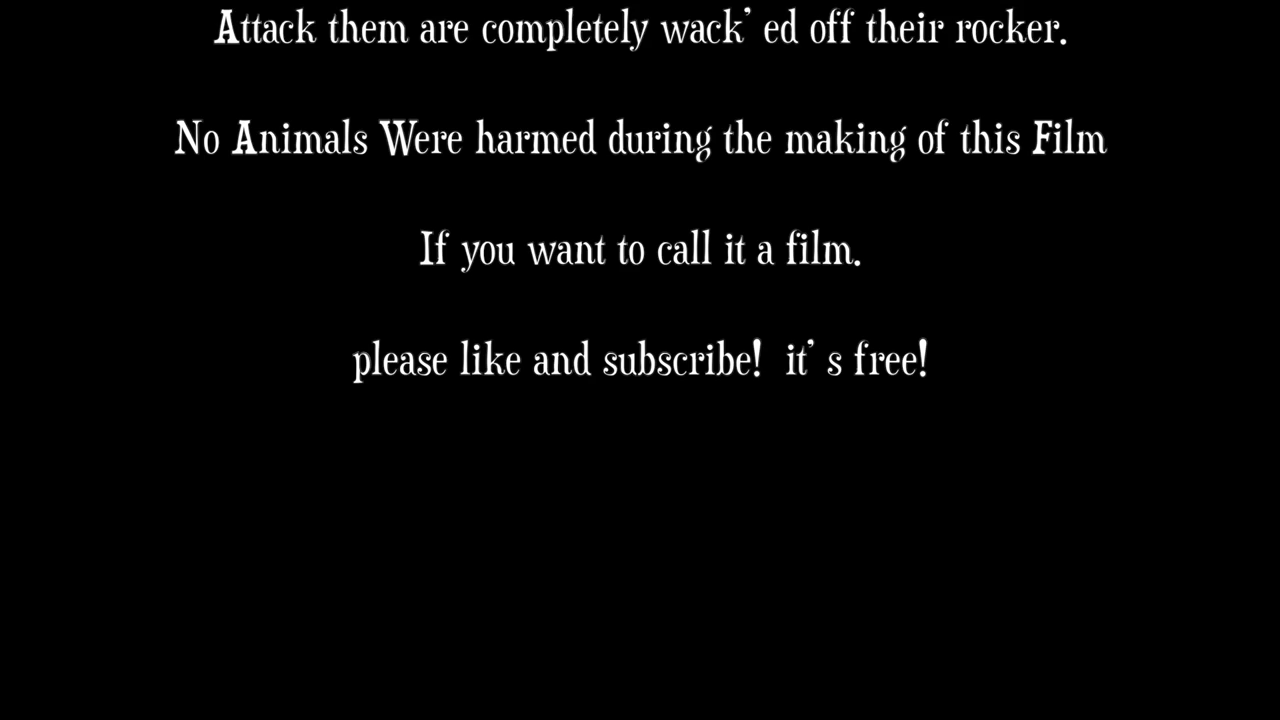 Attack them are completely wack’ ed off their rocker.
No Animals Were harmed during the making of this Film
If you want to call it a film.
please like and subscribe!  it’ s free!